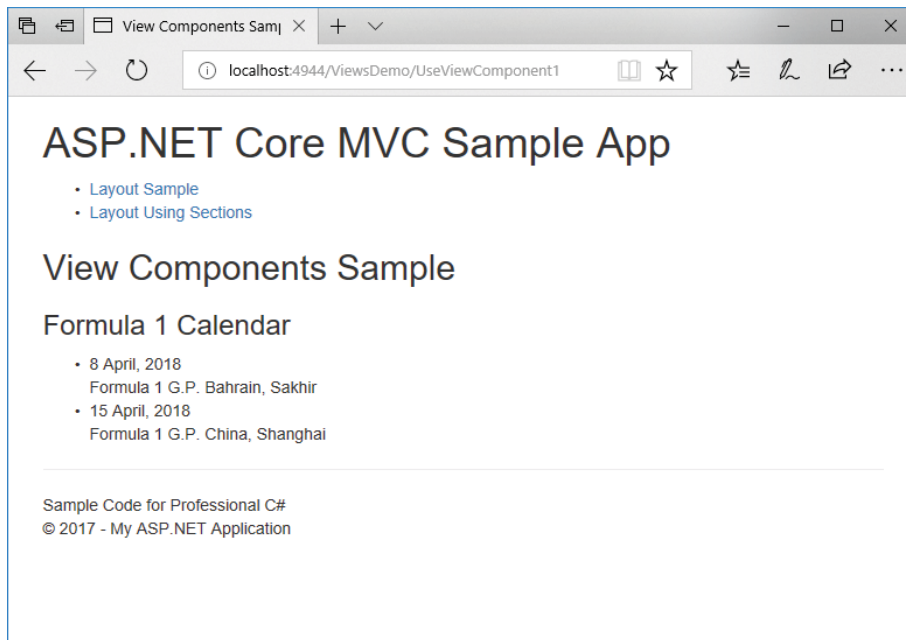 View Components Samp
localhost:4944/ViewsDemo/UseViewComponent1
ASP.NET Core MVC Sample App
• Layout Sample
• Layout Using Sections
View Components Sample
Formula 1 Calendar
• 8 April, 2018
Formula 1 G.P. Bahrain, Sakhir
• 15 April, 2018
Formula 1 G.P. China, Shanghai
Sample Code for Professional C#
© 2017 - My ASP.NET Application